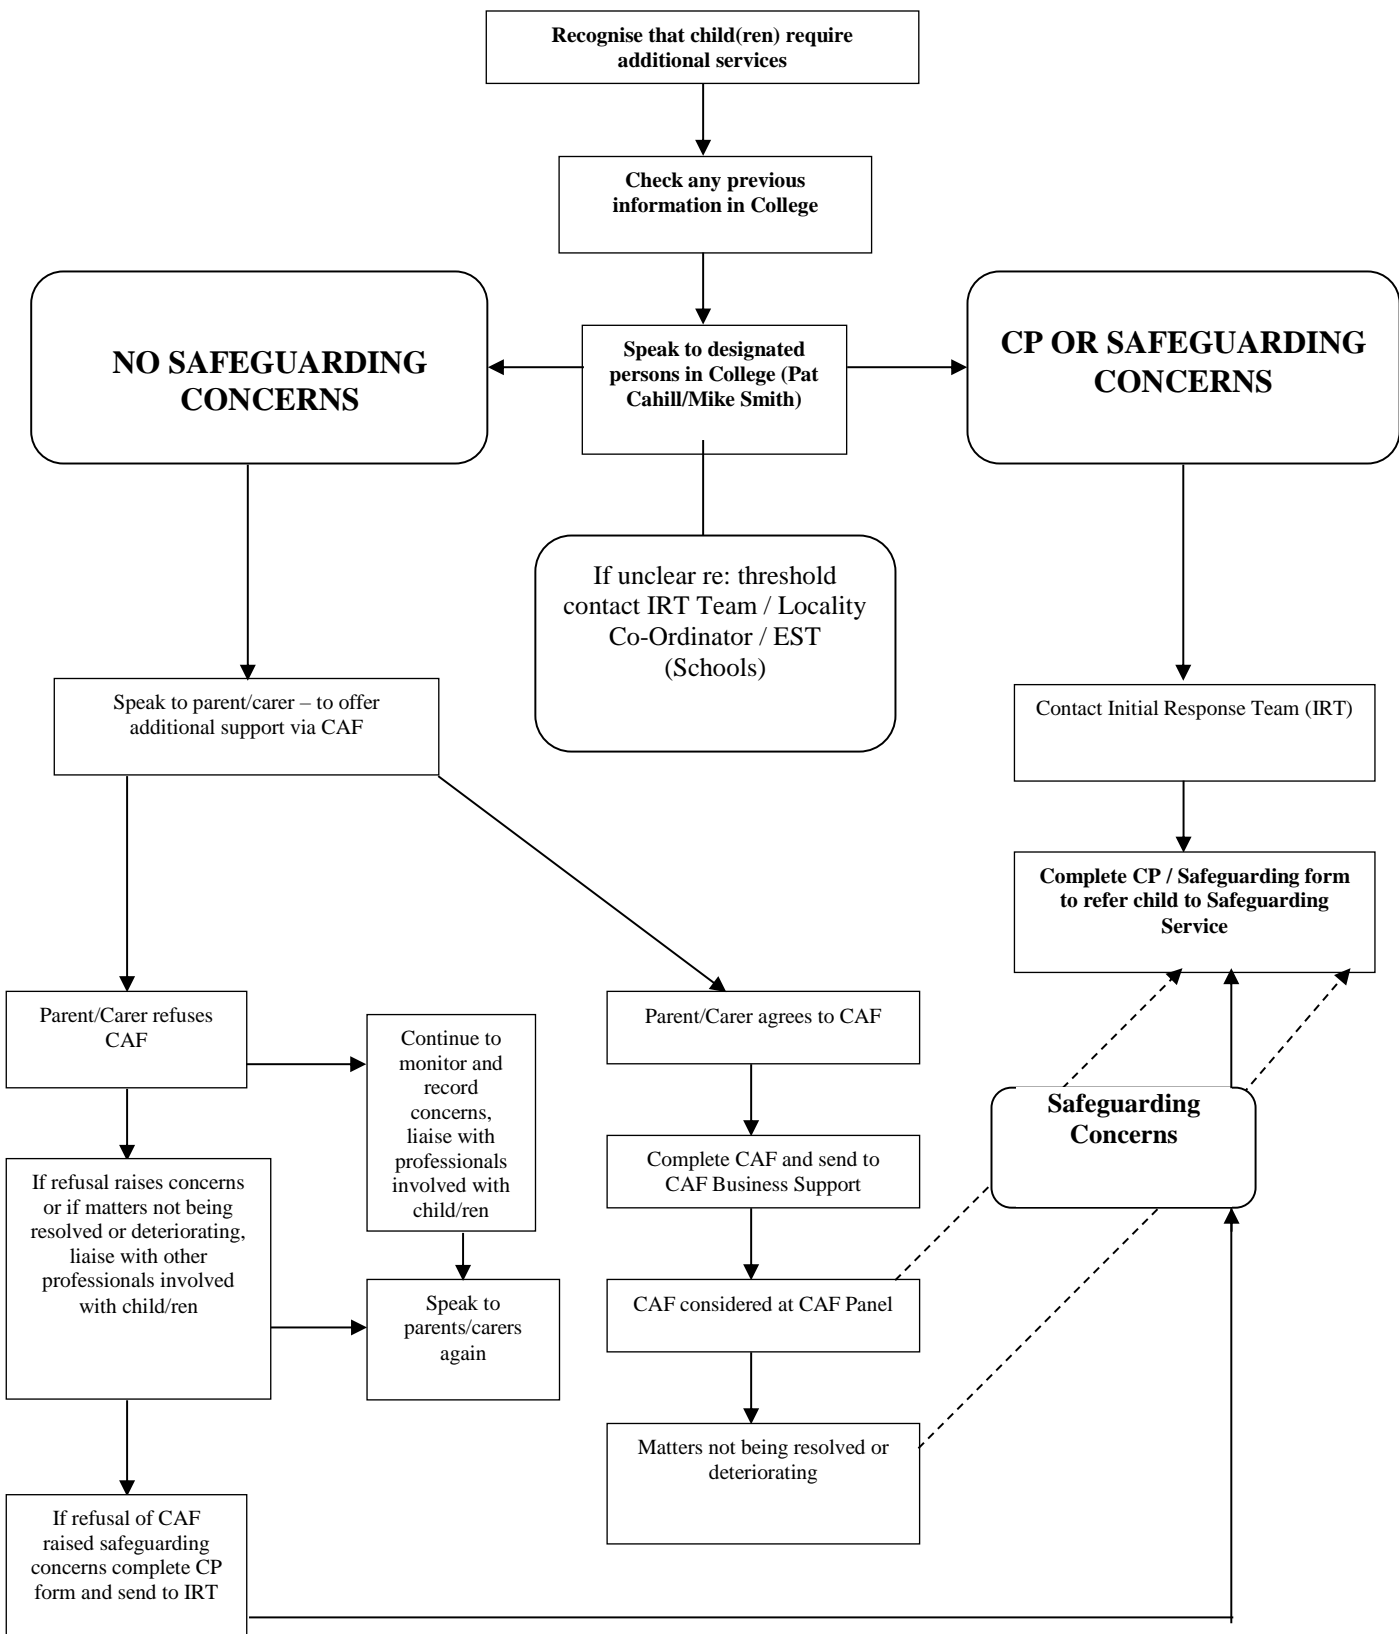 Recognise that child(ren) require
additional services
Check any previous
information in College
NO SAFEGUARDING
CONCERNS
Speak to designated
persons in College (Pat
Cahill/Mike Smith)
CP OR SAFEGUARDING
CONCERNS
If unclear re: threshold
contact IRT Team / Locality
Co-Ordinator / EST
(Schools)
Speak to parent/carer – to offer
additional support via CAF
Contact Initial Response Team (IRT)
Complete CP / Safeguarding form
to refer child to Safeguarding
Service
Parent/Carer refuses
CAF
Continue to
monitor and
record
concerns,
liaise with
professionals
involved with
child/ren
Parent/Carer agrees to CAF
Safeguarding
Concerns
Complete CAF and send to
CAF Business Support
If refusal raises concerns
or if matters not being
resolved or deteriorating,
liaise with other
professionals involved
with child/ren
Speak to
parents/carers
again
CAF considered at CAF Panel
Matters not being resolved or
deteriorating
If refusal of CAF
raised safeguarding
concerns complete CP
form and send to IRT